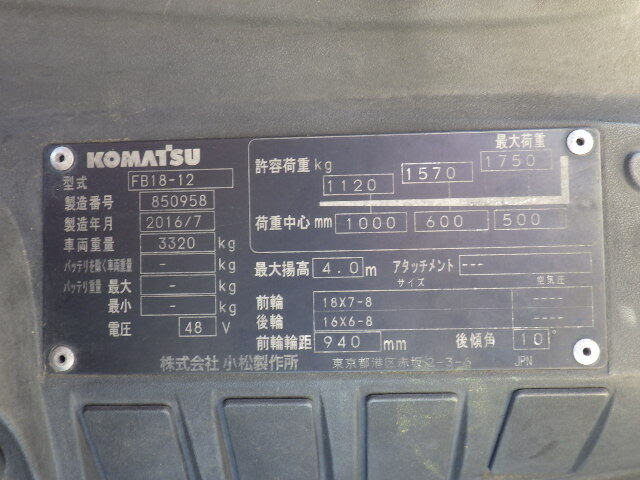 KOMATSU
型式 FB18-12
製造番号 850958
製造年月 2016/7
車両重量 3320 kg
バッテリを除く車両重量 - kg
バッテリ重量 最大 - kg
最小 - kg
電圧 48 V
最大荷重
許容荷重 kg 1120 1570 1750
荷重中心 mm 1000 600 500
最大揚高 4.0 m アタッチメント ---
サイズ 空気圧
前輪 18X7-8 ----
後輪 16X6-8 ----
前輪輪距 940 mm 後傾角 10°
株式会社 小松製作所 東京都港区赤坂2-3-6 JPN